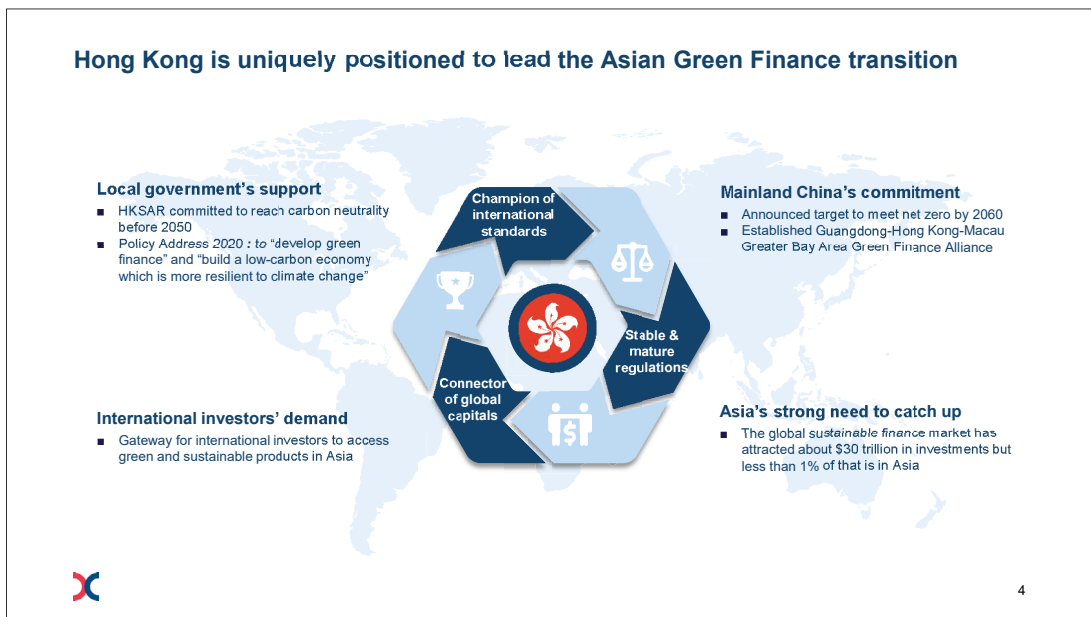 Hong Kong is uniquely positioned to lead the Asian Green Finance transition
Local government's support
■ HKSAR committed to reach carbon neutrality
before 2050
■ Policy Address 2020 : to “develop green
finance” and “build a low-carbon economy
which is more resilient to climate change”
International investors' demand
■ Gateway for international investors to access
green and sustainable products in Asia
Champion of
international
standards
Stable &
mature
regulations
Connector
of global
capitals
$
Mainland China's commitment
■ Announced target to meet net zero by 2060
■ Established Guangdong-Hong Kong-Macau
Greater Bay Area Green Finance Alliance
Asia's strong need to catch up
■ The global sustainable finance market has
attracted about $30 trillion in investments but
less than 1% of that is in Asia
4